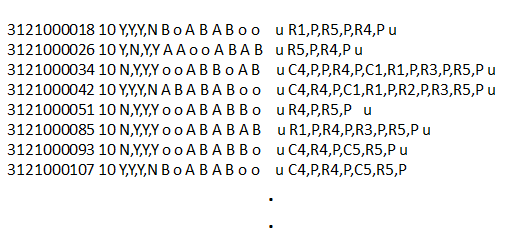 3121000018 10 Y,Y,Y,N B o A B A B o o u R1,P,R5,P,R4,P u
3121000026 10 Y,N,Y,Y A A o o A B A B u R5,P,R4,P u
3121000034 10 N,Y,Y,Y o o A B B o A B u C4,P,P,R4,P,C1,R1,P,R3,P,R5,P u
3121000042 10 Y,Y,Y,N A B A B A B o o u C4,R4,P,C1,R1,P,R2,P,R3,R5,P u
3121000051 10 N,Y,Y,Y o o A B A B B o u R4,P,R5,P u
3121000085 10 N,Y,Y,Y o o A B A B A B u R1,P,R4,P,R3,P,R5,P u
3121000093 10 N,Y,Y,Y o o A B A B B o u C4,R4,P,C5,R5,P u
3121000107 10 Y,Y,Y,N B o A B A B o o u C4,P,R4,P,C5,R5,P
.
.